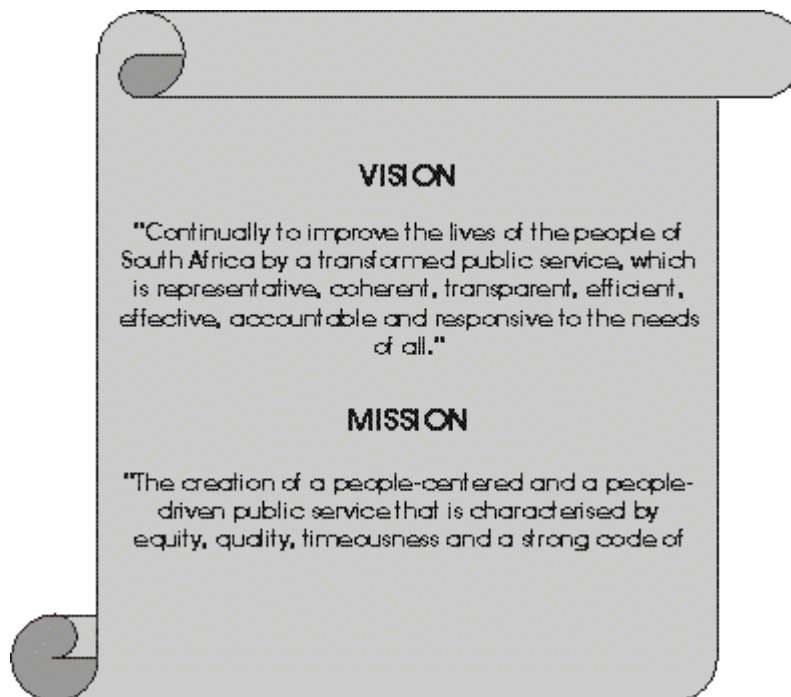 VISION
"Continually to improve the lives of the people of
South Africa by a transformed public service, which
is representative, coherent, transparent, efficient,
effective, accountable and responsive to the needs
of all."
MISSION
"The creation of a people-centered and a people-
driven public service that is characterised by
equity, quality, timeousness and a strong code of